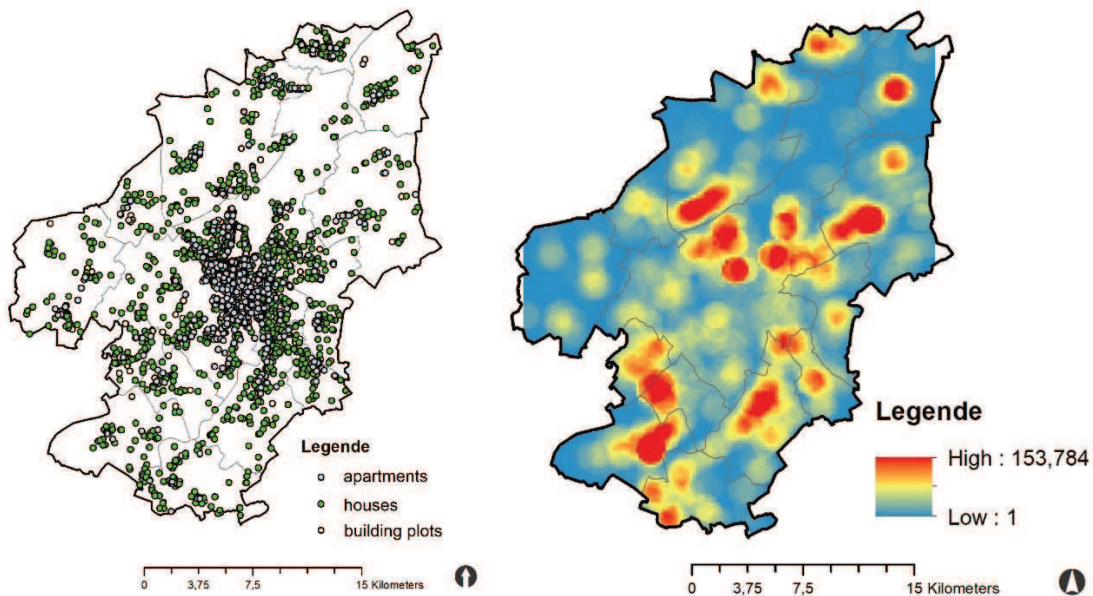 Legende
apartments
houses
building plots
0 3,75 7,5 15 Kilometers
Legende
High : 153,784
Low : 1
0 3,75 7,5 15 Kilometers